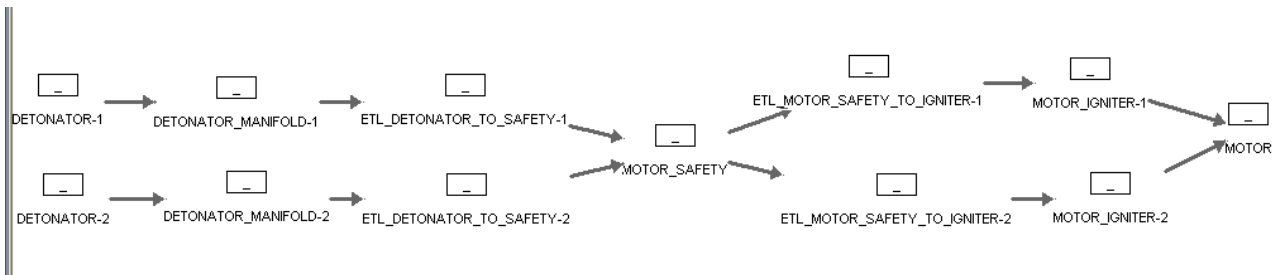 DETONATOR-1
DETONATOR_MANIFOLD-1
ETL_DETONATOR_TO_SAFETY-1
DETONATOR-2
DETONATOR_MANIFOLD-2
ETL_DETONATOR_TO_SAFETY-2
MOTOR_SAFETY
ETL_MOTOR_SAFETY_TO_IGNITER-1
MOTOR_IGNITER-1
ETL_MOTOR_SAFETY_TO_IGNITER-2
MOTOR_IGNITER-2
MOTOR